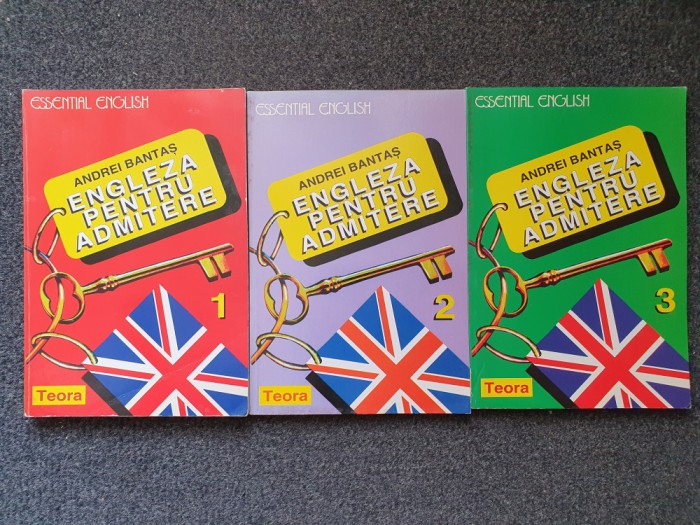 ESSENTIAL ENGLISH
ANDREI BANTAȘ
ENGLEZA
PENTRU
ADMITERE
1
Teora
ESSENTIAL ENGLISH
ANDREI BANTAȘ
ENGLEZA
PENTRU
ADMITERE
2
Teora
ESSENTIAL ENGLISH
ANDREI BANTAȘ
ENGLEZA
PENTRU
ADMITERE
3
Teora